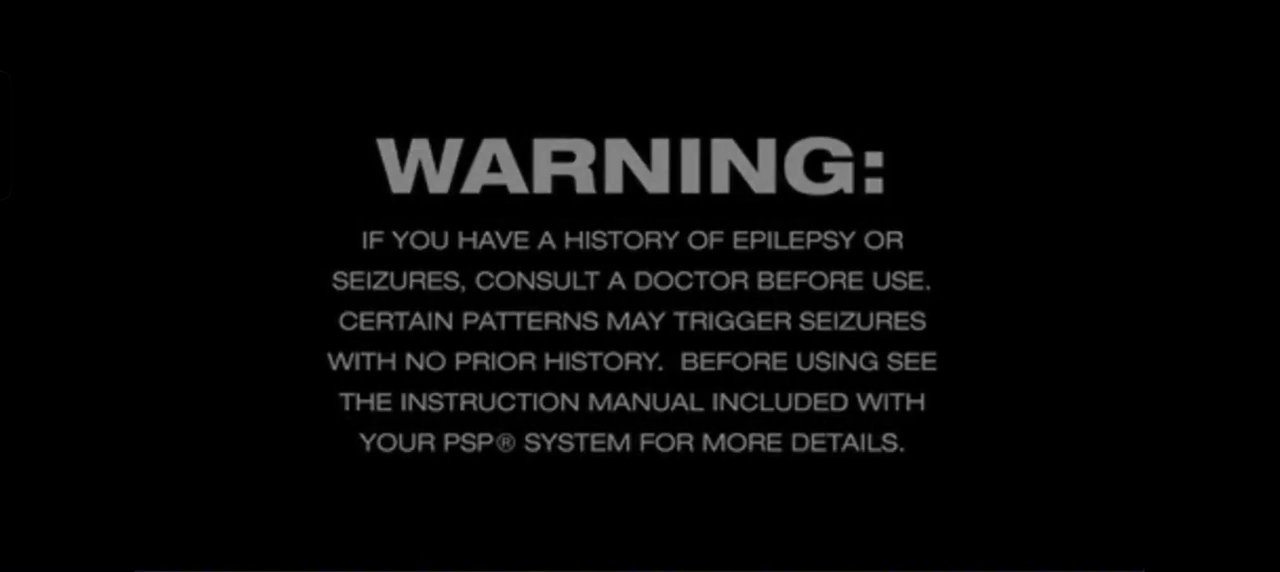 WARNING:
IF YOU HAVE A HISTORY OF EPILEPSY OR
SEIZURES, CONSULT A DOCTOR BEFORE USE.
CERTAIN PATTERNS MAY TRIGGER SEIZURES
WITH NO PRIOR HISTORY.  BEFORE USING SEE
THE INSTRUCTION MANUAL INCLUDED WITH
YOUR PSP® SYSTEM FOR MORE DETAILS.